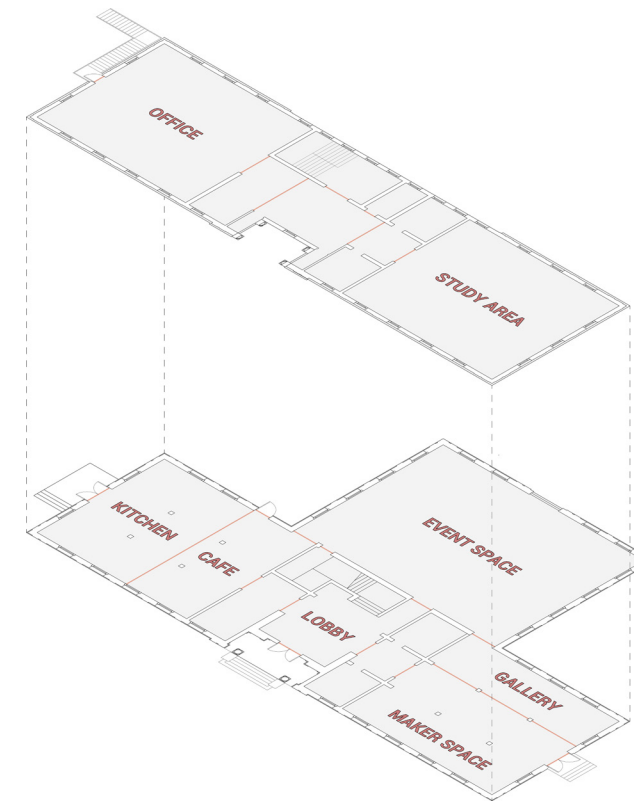 OFFICE
STUDY AREA
EVENT SPACE
KITCHEN
CAFE
LOBBY
GALLERY
MAKER SPACE